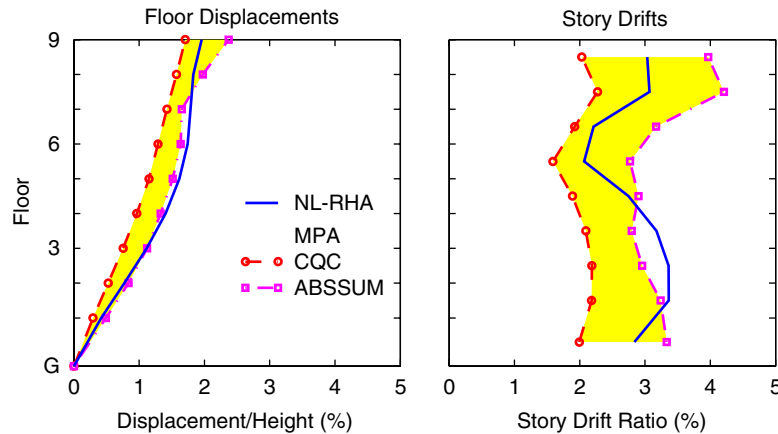 Floor Displacements
Story Drifts
9
6
3
G
Floor
NL-RHA
MPA
CQC
ABSSUM
0 1 2 3 4 5
0 1 2 3 4 5
Displacement/Height (%)
Story Drift Ratio (%)